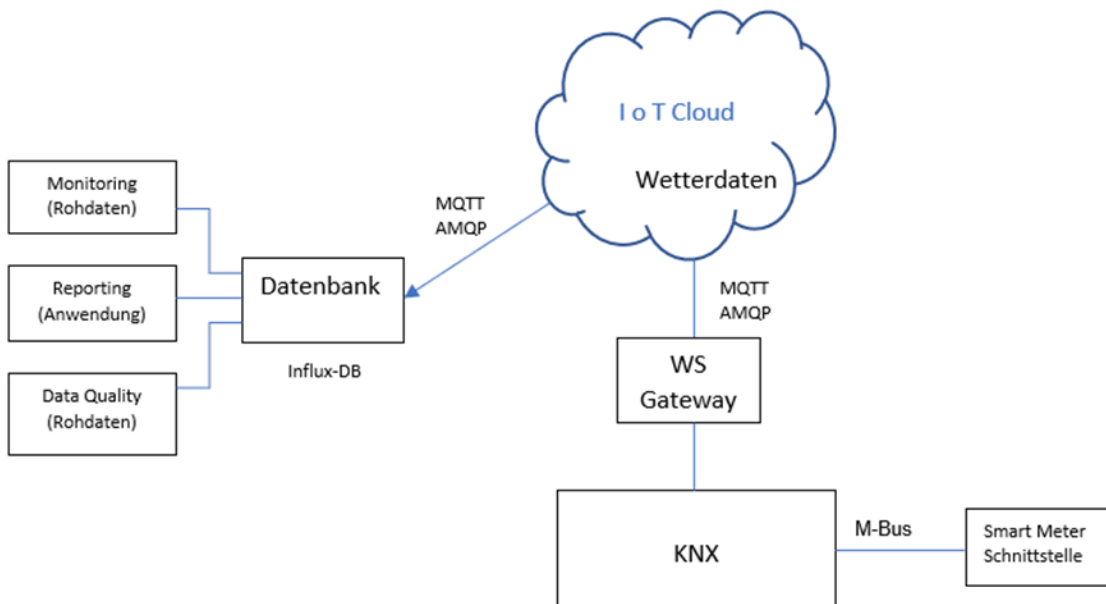 I o T Cloud
Wetterdaten
Monitoring
(Rohdaten)
MQTT
AMQP
Reporting
(Anwendung)
Datenbank
MQTT
AMQP
Influx-DB
WS
Gateway
Data Quality
(Rohdaten)
KNX
M-Bus
Smart Meter
Schnittstelle